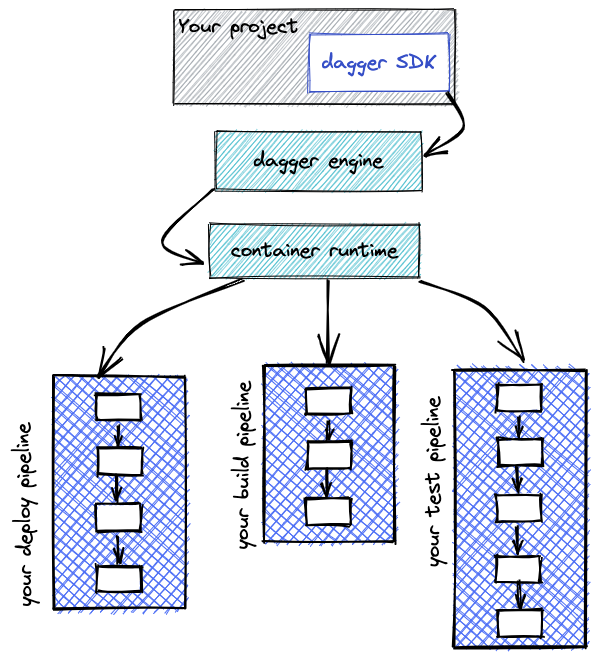 Your project
dagger SDK
dagger engine
container runtime
your deploy pipeline
your build pipeline
your test pipeline